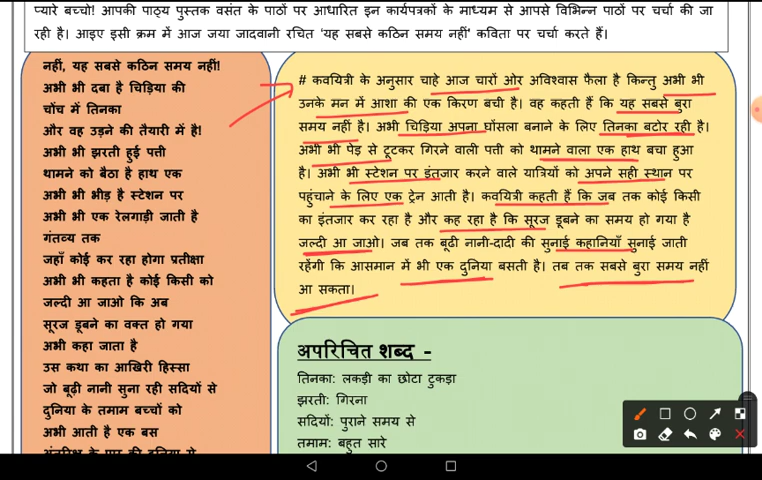 प्यारे बच्चो! आपकी पाठ्य पुस्तक वसंत के पाठों पर आधारित इन कार्यपत्रकों के माध्यम से आपसे विभिन्न पाठों पर चर्चा की जा
रही है। आइए इसी क्रम में आज जया जादवानी रचित 'यह सबसे कठिन समय नहीं' कविता पर चर्चा करते हैं।
नहीं, यह सबसे कठिन समय नहीं!
अभी भी दबा है चिड़िया की
चोंच में तिनका
और वह उड़ने की तैयारी में है!
अभी भी झरती हुई पत्ती
थामने को बैठा है हाथ एक
अभी भी भीड़ है स्टेशन पर
अभी भी एक रेलगाड़ी जाती है
गंतव्य तक
जहाँ कोई कर रहा होगा प्रतीक्षा
अभी भी कहता है कोई किसी को
जल्दी आ जाओ कि अब
सूरज डूबने का वक्त हो गया
अभी कहा जाता है
उस कथा का आखिरी हिस्सा
जो बूढ़ी नानी सुना रही सदियों से
दुनिया के तमाम बच्चों को
अभी आती है एक बस
अंतरिक्ष के पार की दुनिया से
# कवयित्री के अनुसार चाहे आज चारों ओर अविश्वास फैला है किन्तु अभी भी
उनके मन में आशा की एक किरण बची है। वह कहती हैं कि यह सबसे बुरा
समय नहीं है। अभी चिड़िया अपना घोंसला बनाने के लिए तिनका बटोर रही है।
अभी भी पेड़ से टूटकर गिरने वाली पत्ती को थामने वाला एक हाथ बचा हुआ
है। अभी भी स्टेशन पर इंतजार करने वाले यात्रियों को अपने सही स्थान पर
पहुंचाने के लिए एक ट्रेन आती है। कवयित्री कहती हैं कि जब तक कोई किसी
का इंतजार कर रहा है और कह रहा है कि सूरज डूबने का समय हो गया है
जल्दी आ जाओ। जब तक बूढ़ी नानी-दादी की सुनाई कहानियाँ सुनाई जाती
रहेंगी कि आसमान में भी एक दुनिया बसती है। तब तक सबसे बुरा समय नहीं
आ सकता।
अपरिचित शब्द -
तिनका: लकड़ी का छोटा टुकड़ा
झरती: गिरना
सदियों: पुराने समय से
तमाम: बहुत सारे